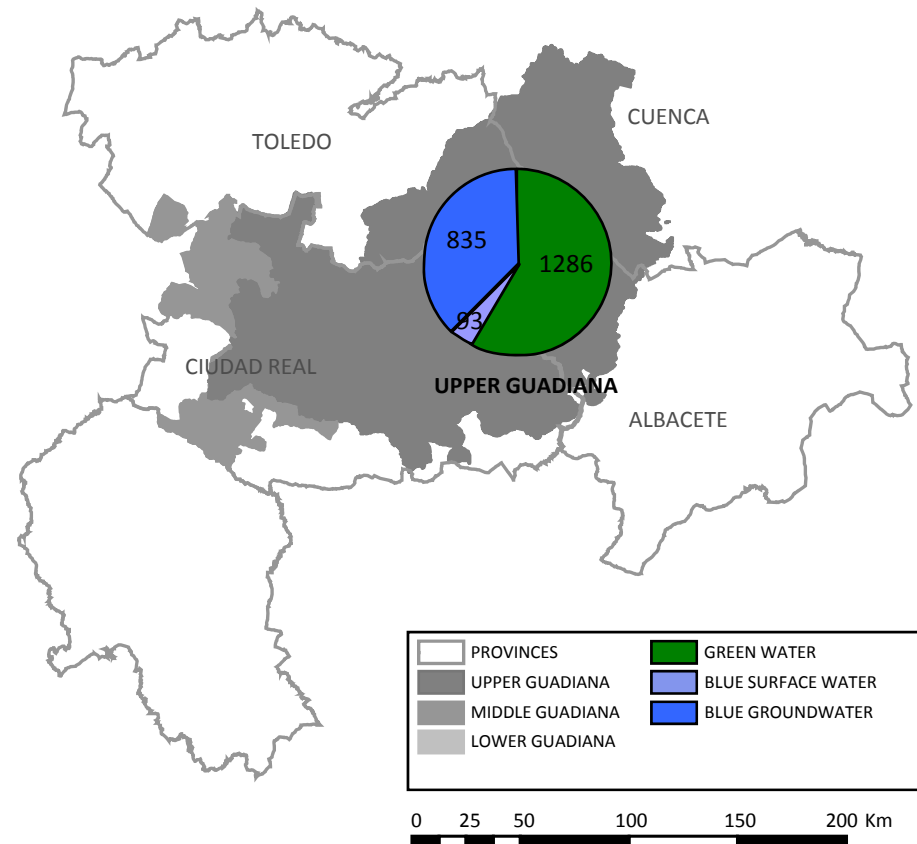 CUENCA
TOLEDO
835
1286
93
CIUDAD REAL
UPPER GUADIANA
ALBACETE
PROVINCES
UPPER GUADIANA
MIDDLE GUADIANA
LOWER GUADIANA
GREEN WATER
BLUE SURFACE WATER
BLUE GROUNDWATER
0 25 50 100 150 200 Km